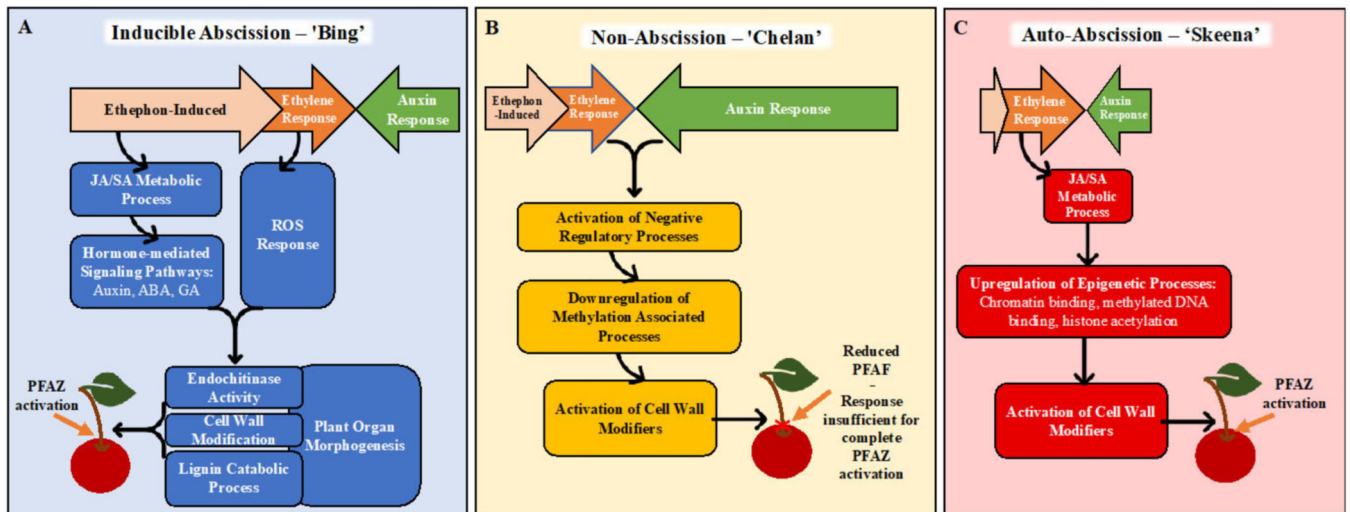 A
Inducible Abscission – 'Bing'
Ethephon-Induced
Ethylene
Response
Auxin
Response
JA/SA Metabolic
Process
ROS
Response
Hormone-mediated
Signaling Pathways:
Auxin, ABA, GA
PFAZ
activation
Endochitinase
Activity
Cell Wall
Modification
Lignin Catabolic
Process
Plant Organ
Morphogenesis
B
Non-Abscission – 'Chelan’
Ethephon
-Induced
Ethylene
Response
Auxin Response
Activation of Negative
Regulatory Processes
Downregulation of
Methylation Associated
Processes
Activation of Cell Wall
Modifiers
Reduced
PFAF
–
Response
insufficient for
complete
PFAZ
activation
C
Auto-Abscission – ‘Skeena’
Ethylene
Response
Auxin
Response
JA/SA
Metabolic
Process
Upregulation of Epigenetic Processes:
Chromatin binding, methylated DNA
binding, histone acetylation
Activation of Cell Wall
Modifiers
PFAZ
activation